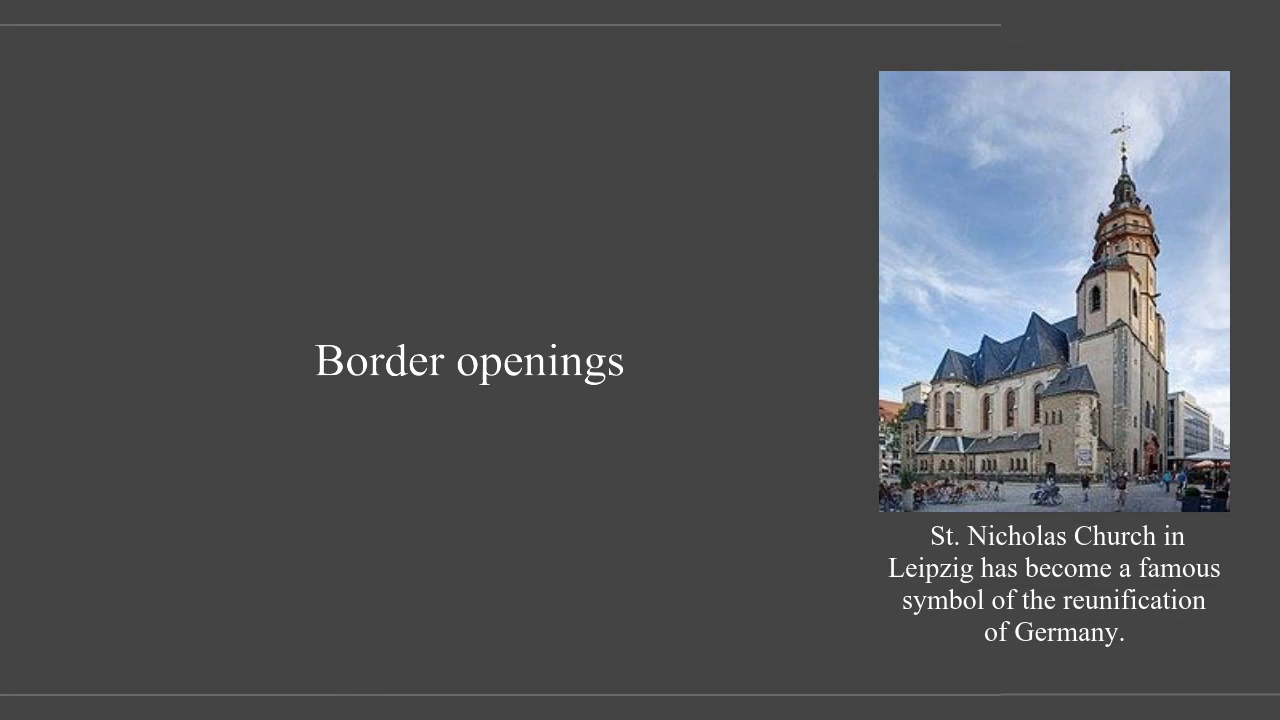 Border openings
St. Nicholas Church in
Leipzig has become a famous
symbol of the reunification
of Germany.